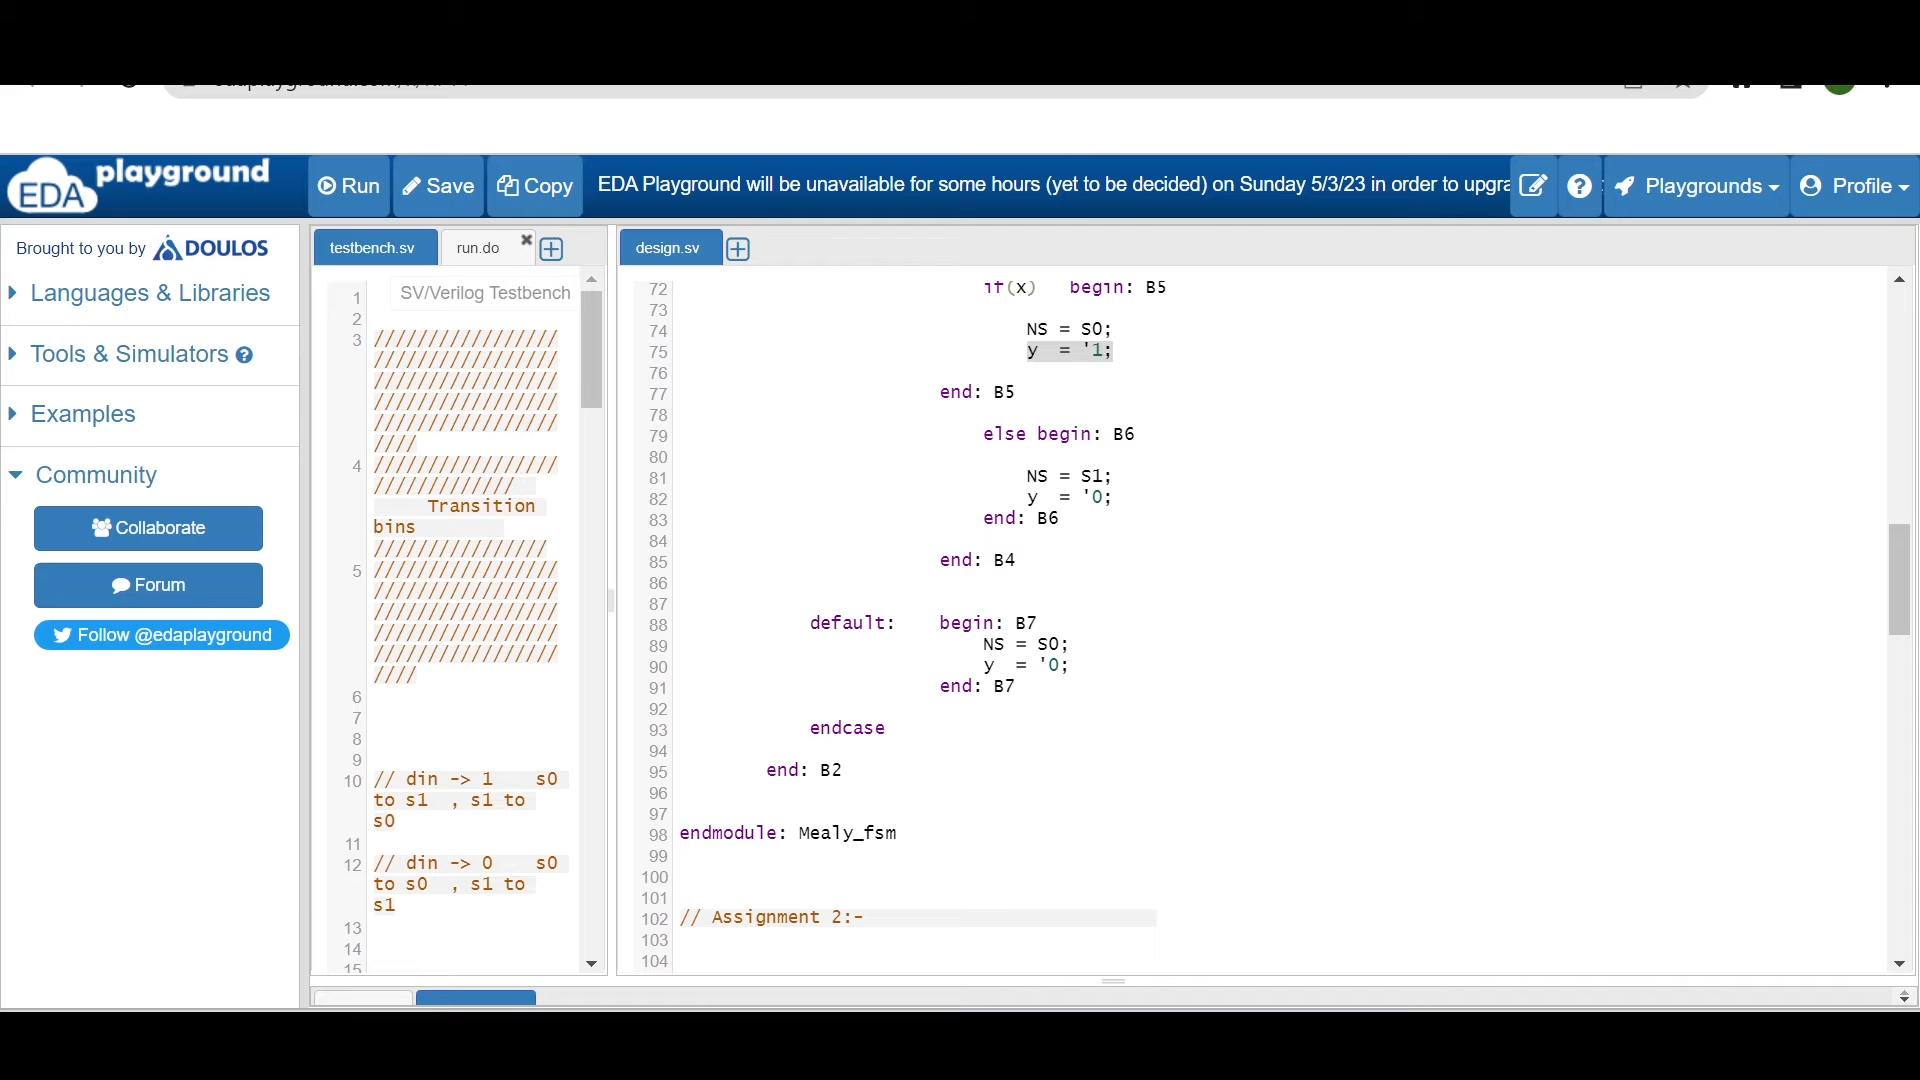 EDA playground
Run
Save
Copy
EDA Playground will be unavailable for some hours (yet to be decided) on Sunday 5/3/23 in order to upgra
Playgrounds
Profile
Brought to you by DOULOS
Languages & Libraries
Tools & Simulators
Examples
Community
Collaborate
Forum
Follow @edaplayground
testbench.sv
run.do
SV/Verilog Testbench
1
2
3 /////////////////
/////////////////
/////////////////
/////////////////
/////////////////
////
4 /////////////////
/////////////
Transition
bins
////////////////
5 /////////////////
/////////////////
/////////////////
/////////////////
/////////////////
////
6
7
8
9
10 // din -> 1 s0
to s1 , s1 to
s0
11
12 // din -> 0 s0
to s0 , s1 to
s1
13
14
15
design.sv
72 if(x) begin: B5
73
74 NS = S0;
75 y = '1;
76
77 end: B5
78
79 else begin: B6
80
81 NS = S1;
82 y = '0;
83 end: B6
84
85 end: B4
86
87
88 default: begin: B7
89 NS = S0;
90 y = '0;
91 end: B7
92
93 endcase
94
95 end: B2
96
97
98 endmodule: Mealy_fsm
99
100
101
102 // Assignment 2:-
103
104